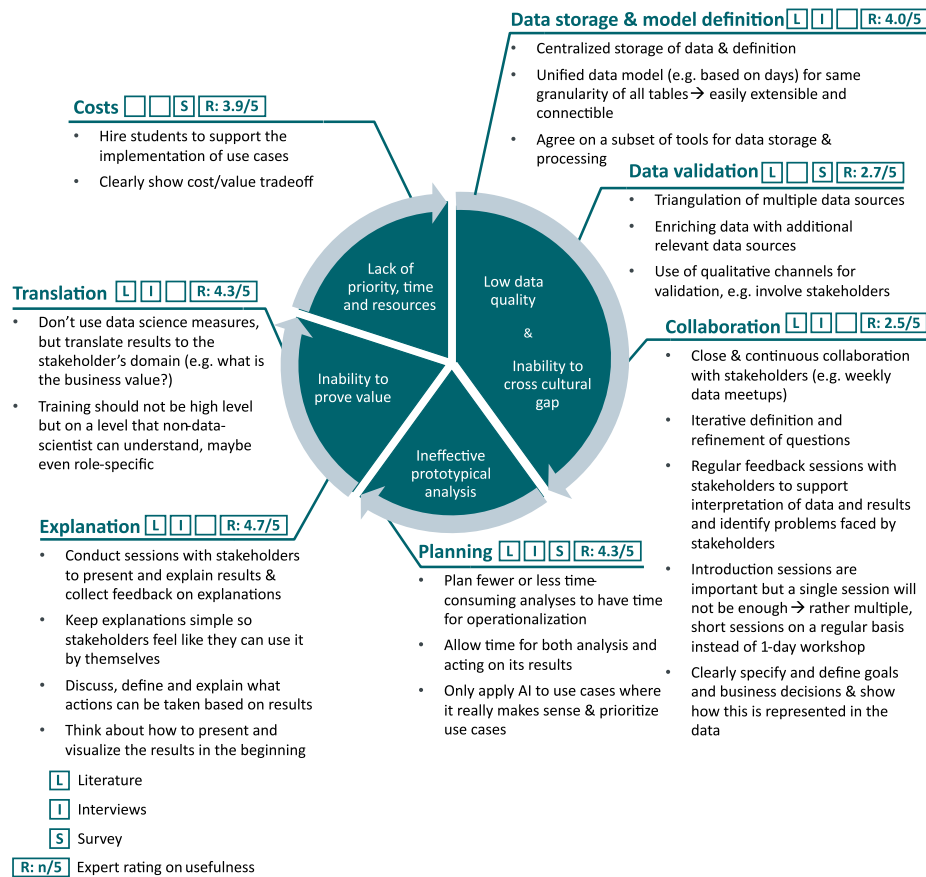 Data storage & model definition L I R: 4.0/5
• Centralized storage of data & definition
• Unified data model (e.g. based on days) for same
granularity of all tables → easily extensible and
connectible
• Agree on a subset of tools for data storage &
processing
Costs S R: 3.9/5
• Hire students to support the
implementation of use cases
• Clearly show cost/value tradeoff
Data validation L S R: 2.7/5
• Triangulation of multiple data sources
• Enriching data with additional
relevant data sources
• Use of qualitative channels for
validation, e.g. involve stakeholders
Lack of
priority, time
and resources
Low data
quality
&
Inability to
cross cultural
gap
Inability to
prove value
Ineffective
prototypical
analysis
Translation L I R: 4.3/5
• Don't use data science measures,
but translate results to the
stakeholder's domain (e.g. what is
the business value?)
• Training should not be high level
but on a level that non-data-
scientist can understand, maybe
even role-specific
Collaboration L I R: 2.5/5
• Close & continuous collaboration
with stakeholders (e.g. weekly
data meetups)
• Iterative definition and
refinement of questions
• Regular feedback sessions with
stakeholders to support
interpretation of data and results
and identify problems faced by
stakeholders
• Introduction sessions are
important but a single session will
not be enough → rather multiple,
short sessions on a regular basis
instead of 1-day workshop
• Clearly specify and define goals
and business decisions & show
how this is represented in the
data
Explanation L I R: 4.7/5
• Conduct sessions with stakeholders
to present and explain results &
collect feedback on explanations
• Keep explanations simple so
stakeholders feel like they can use it
by themselves
• Discuss, define and explain what
actions can be taken based on results
• Think about how to present and
visualize the results in the beginning
Planning L I S R: 4.3/5
• Plan fewer or less time-
consuming analyses to have time
for operationalization
• Allow time for both analysis and
acting on its results
• Only apply AI to use cases where
it really makes sense & prioritize
use cases
L Literature
I Interviews
S Survey
R: n/5 Expert rating on usefulness